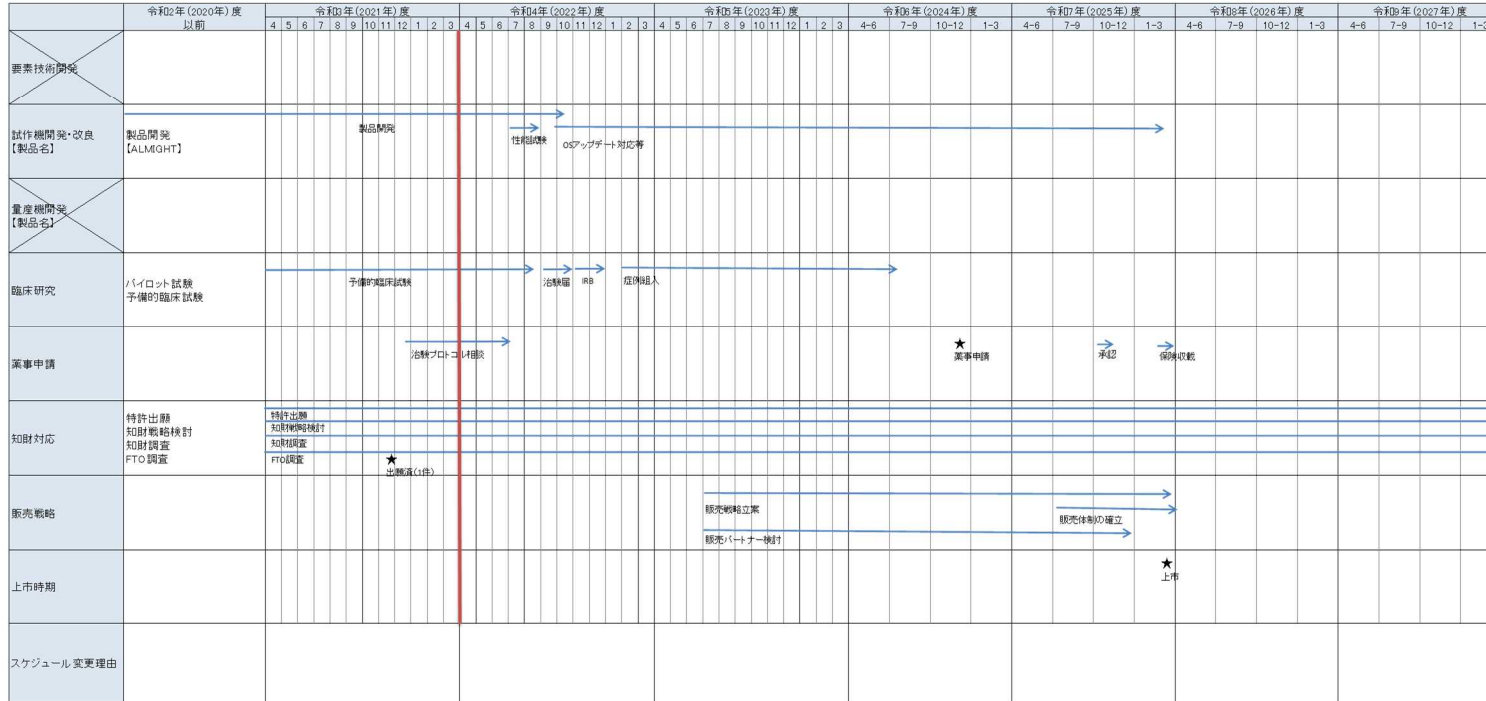 令和2年(2020年)度
以前
令和3年(2021年)度
令和4年(2022年)度
令和5年(2023年)度
令和6年(2024年)度
令和7年(2025年)度
令和8年(2026年)度
令和9年(2027年)度
4 5 6 7 8 9 10 11 12 1 2 3 4 5 6 7 8 9 10 11 12 1 2 3 4 5 6 7 8 9 10 11 12 1 2 3 4-6 7-9 10-12 1-3 4-6 7-9 10-12 1-3 4-6 7-9 10-12 1-3 4-6 7-9 10-12 1-3
要素技術開発
試作機開発・改良
【製品名】
製品開発
【ALMIGHT】
製品開発
性能試験
OSアップデート対応等
量産機開発
【製品名】
臨床研究
パイロット試験
予備的臨床試験
予備的臨床試験
治験届
IRB
症例組入
薬事申請
治験プロトコル相談
★
薬事申請
承認
保険収載
知財対応
特許出願
知財戦略検討
知財調査
FTO調査
特許出願
知財戦略検討
知財調査
FTO調査
★
出願済(1件)
販売戦略
販売戦略立案
販売体制の確立
販売パートナー検討
上市時期
★
上市
スケジュール変更理由